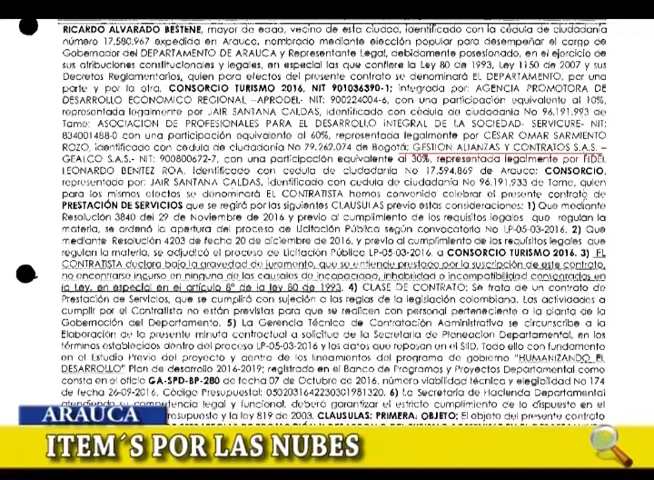 RICARDO ALVARADO BESTENE, mayor de edad, vecino de esta ciudad, identificado con la cédula de ciudadanía
número 17.580.967 expedida en Arauca, nombrado mediante elección popular para desempeñar el cargo de
Gobernador del DEPARTAMENTO DE ARAUCA y Representante Legal, debidamente posesionado, en el ejercicio de
sus atribuciones constitucionales y legales, en especial las que confiere la Ley 80 de 1993, Ley 1150 de 2007 y sus
Decretos Reglamentarios, quien para efectos del presente contrato se denominará EL DEPARTAMENTO, por una
parte y por la otra, CONSORCIO TURISMO 2016, NIT 901036390-1; integrada por: AGENCIA PROMOTORA
DE DESARROLLO ECONOMICO REGIONAL –APRODEL- NIT: 900224004-6, con una participación equivalente al 10%,
representada legalmente por JAIR SANTANA CALDAS, identificado con cédula de ciudadanía No 96.191.993 de
Tame; ASOCIACION DE PROFESIONALES PARA EL DESARROLLO INTEGRAL DE LA SOCIEDAD- SERVICURE- NIT:
834001488-0 con una participación equivalente al 60%, representada legalmente por CESAR OMAR SARMIENTO
ROZO, identificado con cedula de ciudadanía No 79.262.074 de Bogotá; GESTION ALIANZAS Y CONTRATOS S.A.S. –
GEALCO S.A.S.- NIT: 900800672-7, con una participación equivalente al 30%, representada legalmente por FIDEL
LEONARDO BENITEZ ROA, identificado con cedula de ciudadanía No 17.594.869 de Arauca; CONSORCIO,
representado por: JAIR SANTANA CALDAS, identificado con cédula de ciudadanía No 96.191.933 de Tame, quien
para los mismos efectos se denominará EL CONTRATISTA hemos convenido celebrar el presente contrato de
PRESTACIÓN DE SERVICIOS que se regirá por las siguientes CLAUSULAS previo estas consideraciones: 1) Que mediante
Resolución 3840 del 29 de Noviembre de 2016 y previo al cumplimiento de los requisitos legales que regulan la
materia, se ordenó la apertura del proceso de Licitación Pública según convocatoria No LP-05-03-2016. 2) Que
mediante Resolución 4203 de fecha 20 de diciembre de 2016, y previo al cumplimiento de los requisitos legales que
regulan la materia, se adjudicó el proceso de Licitación Pública LP-05-03-2016. a CONSORCIO TURISMO 2016. 3) EL
CONTRATISTA declara bajo la gravedad de juramento, que se entiende prestado por la suscripción de este contrato,
no encontrarse incurso en ninguna de las causales de incapacidad, inhabilidad o incompatibilidad consagradas en
la Ley, en especial en el artículo 8º de la ley 80 de 1993. 4) CLASE DE CONTRATO: Se trata de un contrato de
Prestación de Servicios, que se cumplirá con sujeción a las reglas de la legislación colombiana. Las actividades a
cumplir por el Contratista no están previstas para que se realicen con personal perteneciente a la planta de la
Gobernación del Departamento. 5) La Gerencia Técnica de Contratación Administrativa se circunscribe a la
Elaboración de la presente minuta contractual a solicitud de la Secretaria de Planeacion Departamental, en los
términos establecidos dentro del proceso LP-05-03-2016 y los datos que reposan en el SIID. Todo ello con fundamento
en el Estudio Previo del proyecto y dentro de los lineamientos del programa de gobierno "HUMANIZANDO EL
DESARROLLO" Plan de desarrollo 2016-2019; registrado en el Banco de Programas y Proyectos Departamental como
consta en el oficio GA-SPD-BP-280 de fecha 07 de Octubre de 2016, número viabilidad técnica y elegibilidad No 174
de fecha 26-09-2016. Código Presupuestal: 050203164223031981320. 6) La Secretaría de Hacienda Departamental
legal y funcional, deberá garantizar el estricto cumplimiento de lo dispuesto en el
supuesto y la ley 819 de 2003. CLAUSULAS: PRIMERA. OBJETO: El objeto del presente contrato
ARAUCA
ITEM´S POR LAS NUBES